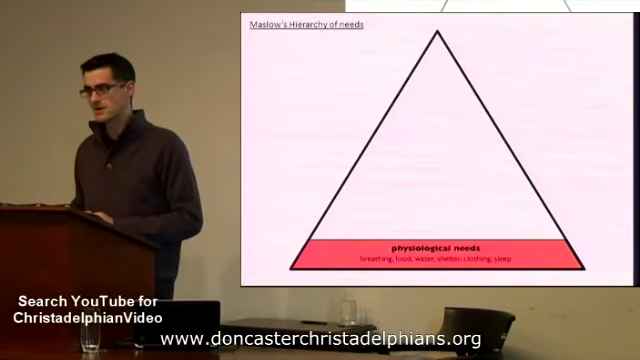 Maslow's Hierarchy of needs
physiological needs
breathing, food, water, shelter, clothing, sleep
Search YouTube for
ChristadelphianVideo
www.doncasterchristadelphians.org